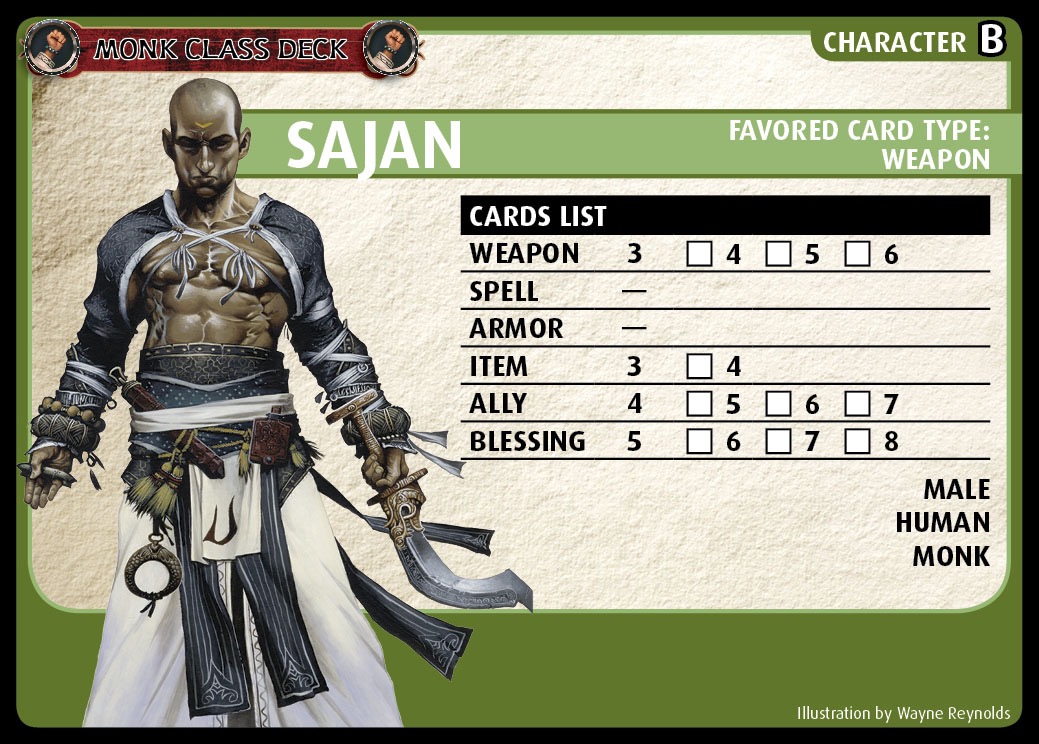 MONK CLASS DECK
CHARACTER B
SAJAN
FAVORED CARD TYPE:
WEAPON
CARDS LIST
WEAPON 3 4 5 6
SPELL —
ARMOR —
ITEM 3 4
ALLY 4 5 6 7
BLESSING 5 6 7 8
MALE
HUMAN
MONK
Illustration by Wayne Reynolds